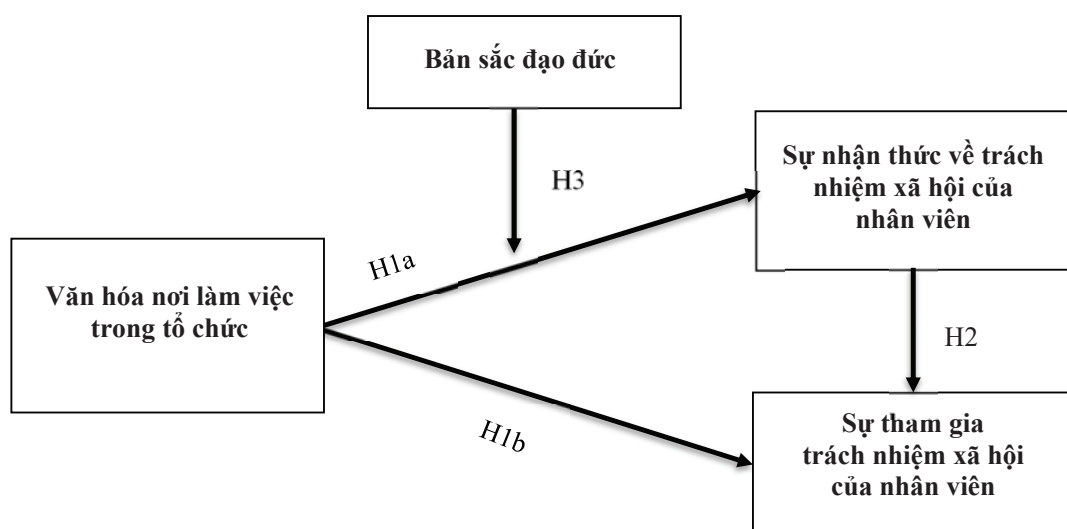 Bản sắc đạo đức
Sự nhận thức về trách
nhiệm xã hội của
nhân viên
H3
H1a
Văn hóa nơi làm việc
trong tổ chức
H2
H1b
Sự tham gia
trách nhiệm xã hội
của nhân viên